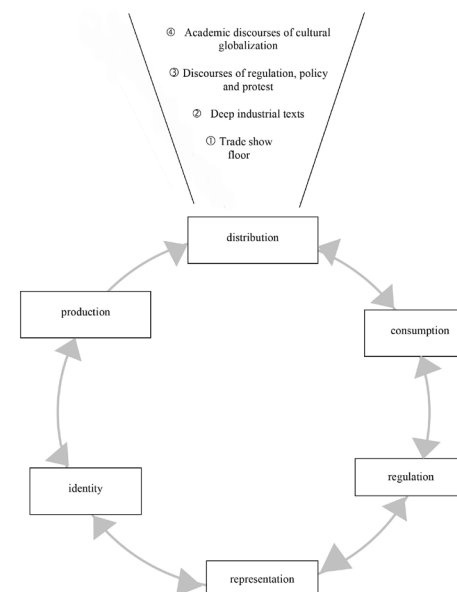 ④ Academic discourses of cultural
globalization
③ Discourses of regulation, policy
and protest
② Deep industrial texts
① Trade show
floor
distribution
production
consumption
identity
regulation
representation